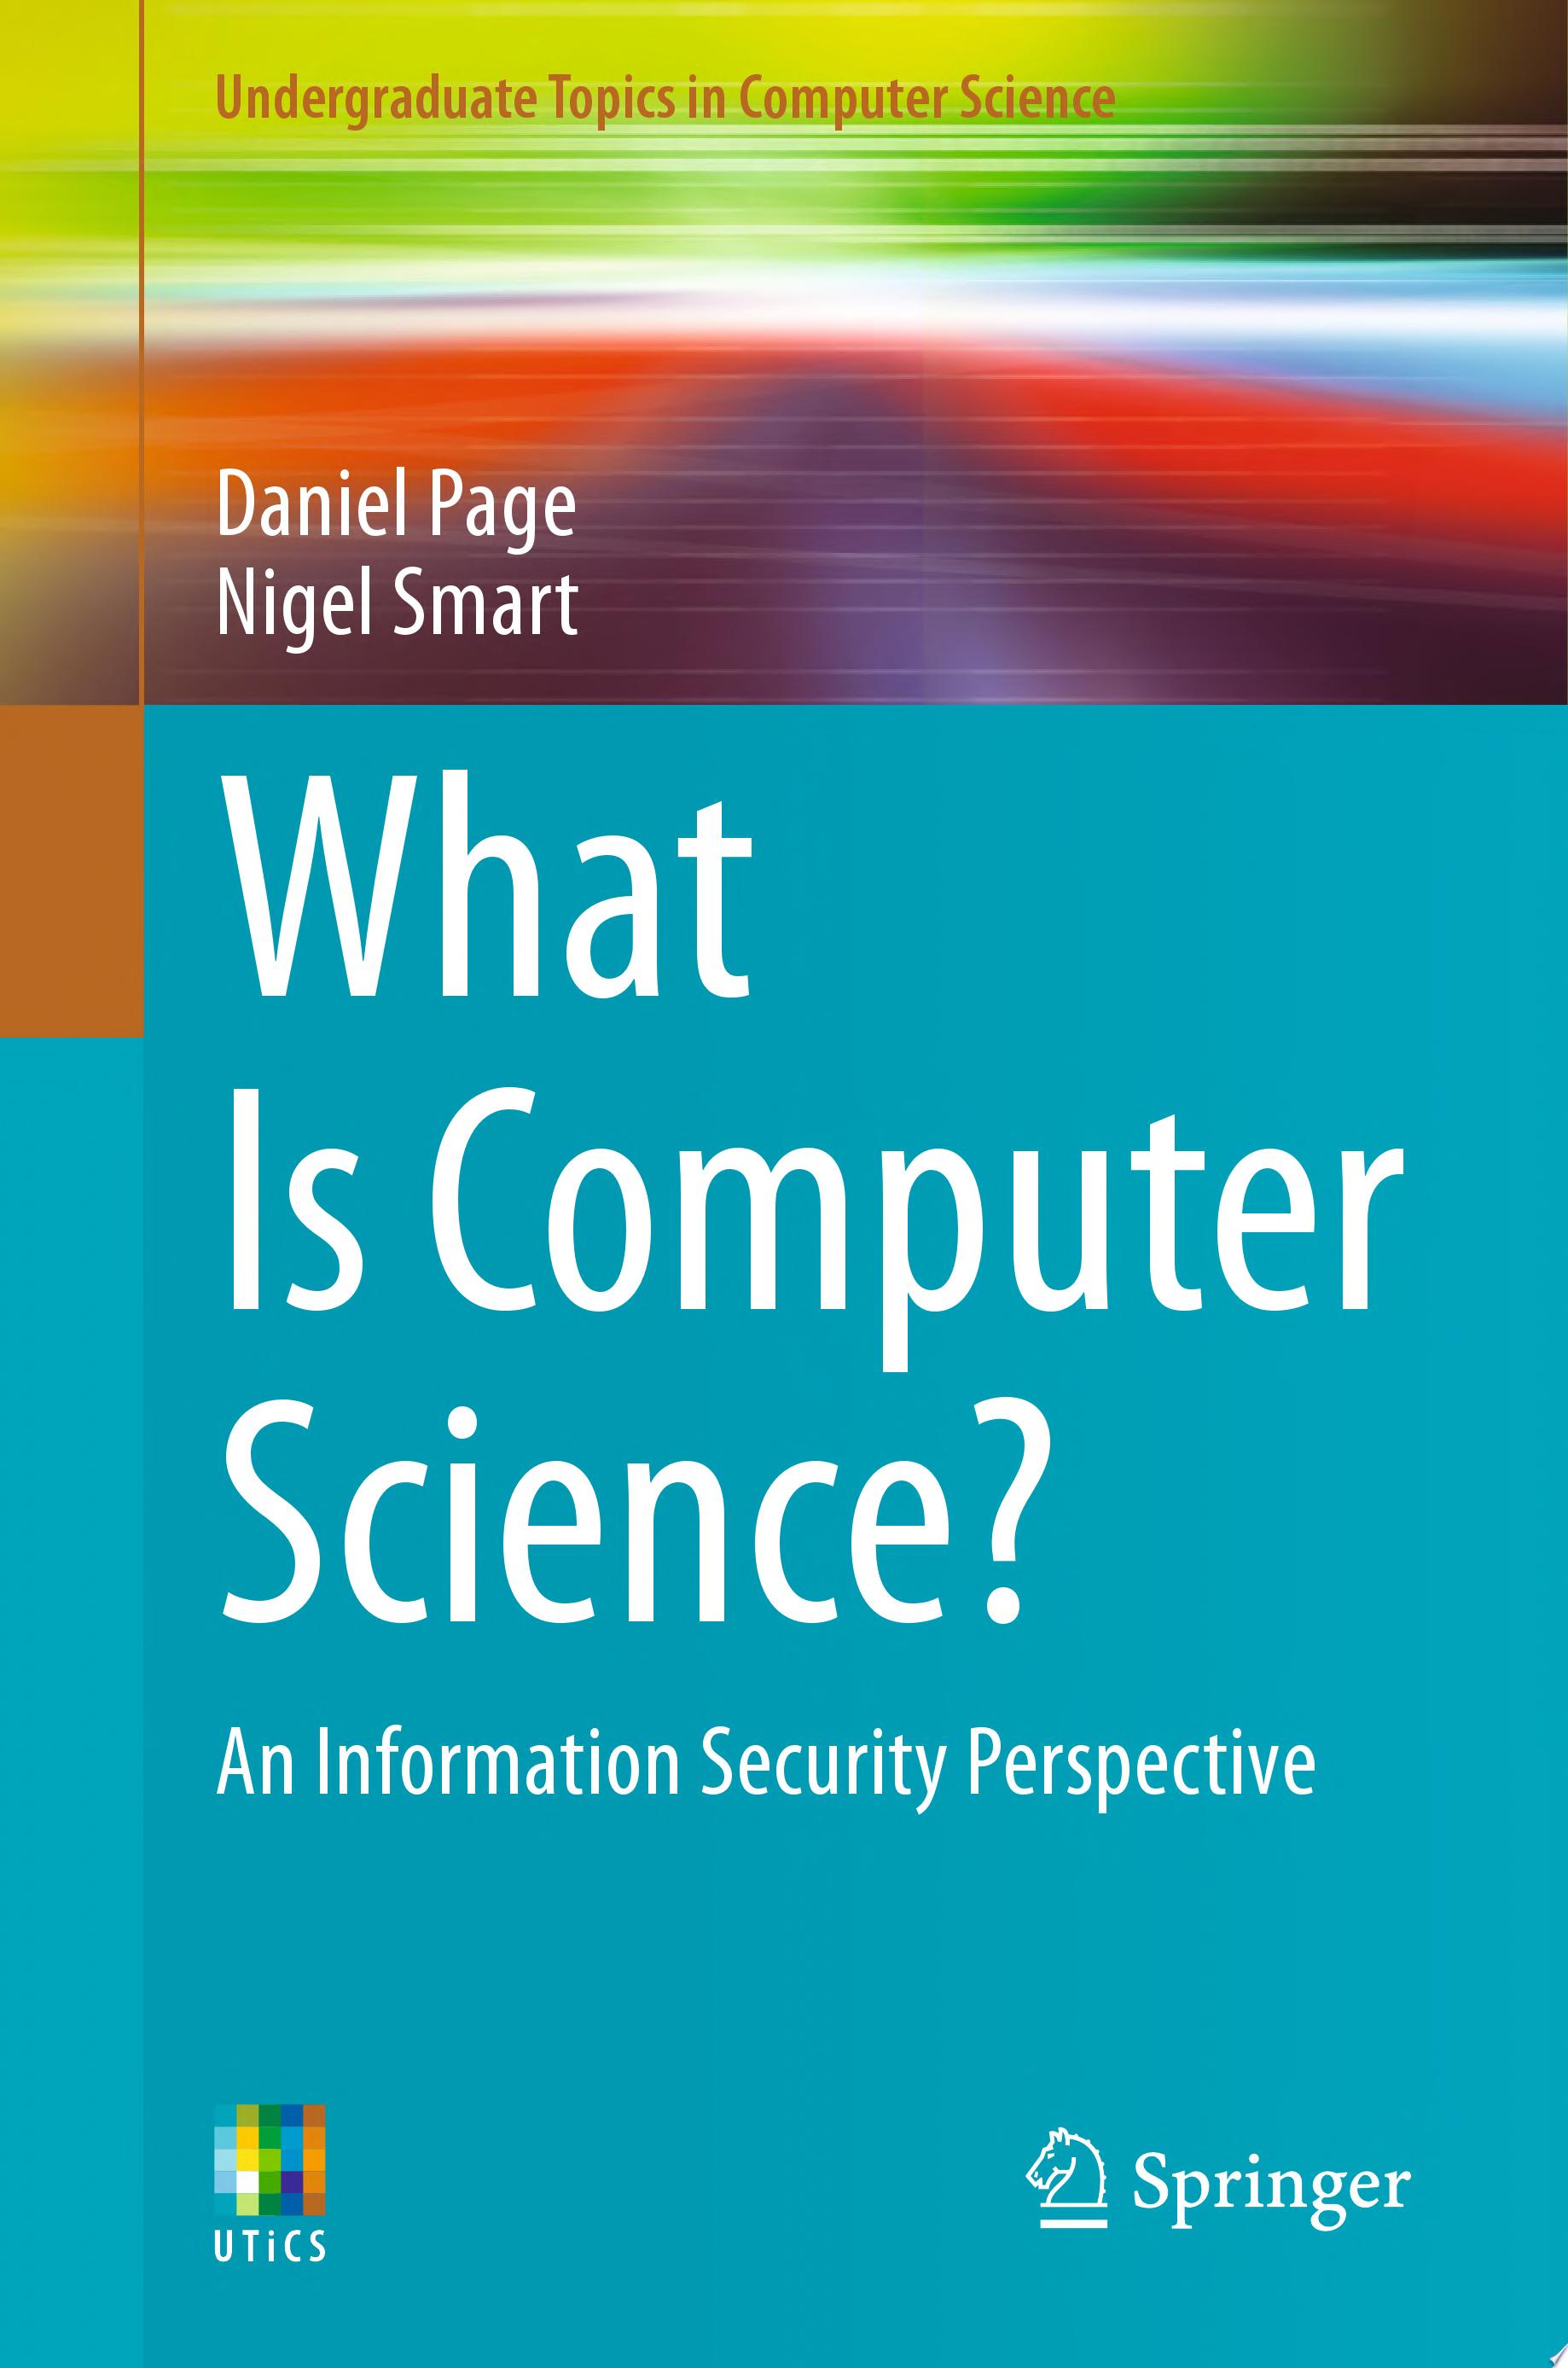 Undergraduate Topics in Computer Science
Daniel Page
Nigel Smart
What
Is Computer
Science?
An Information Security Perspective
UTiCS
Springer